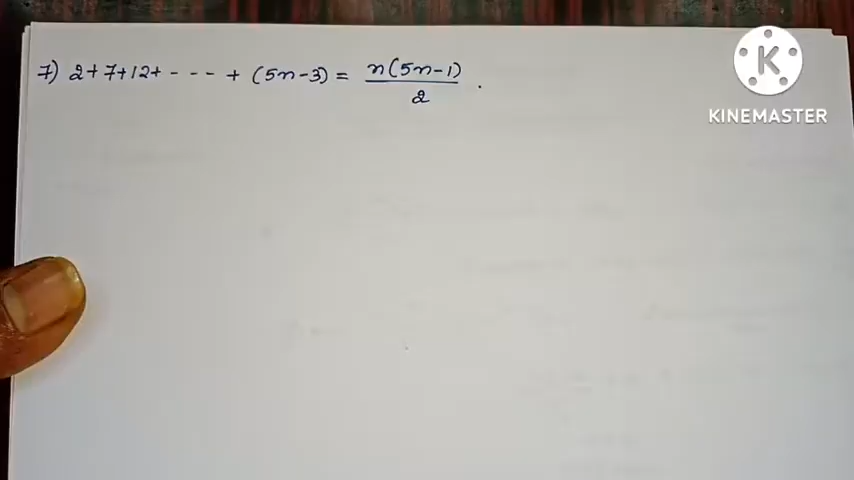 7) 2+7+12+ - - - - + (5n-3) = n(5n-1)/2 .
K
KINEMASTER